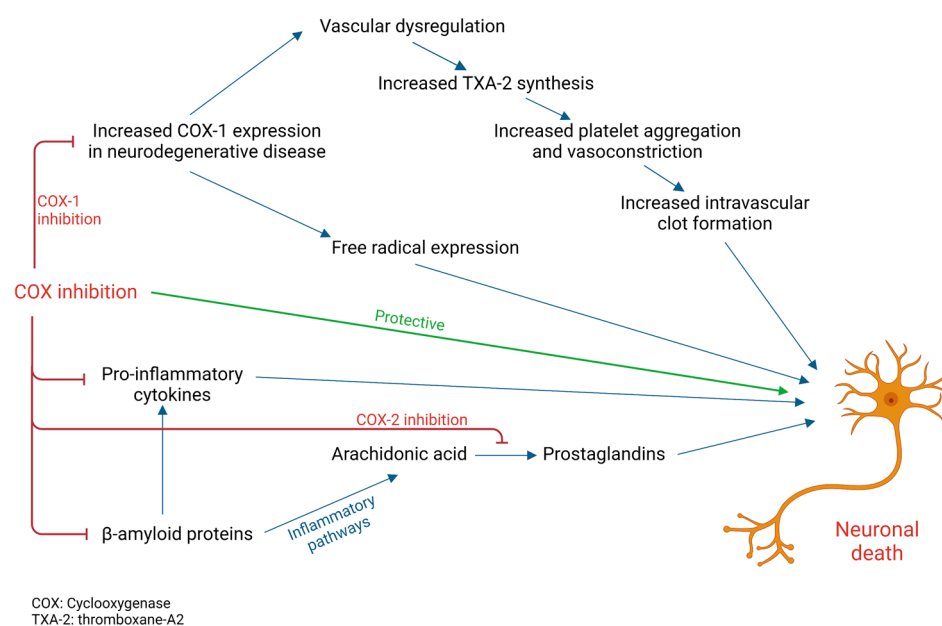 Vascular dysregulation
Increased TXA-2 synthesis
Increased COX-1 expression
in neurodegenerative disease
Increased platelet aggregation
and vasoconstriction
COX-1
inhibition
Increased intravascular
clot formation
Free radical expression
COX inhibition
Protective
Pro-inflammatory
cytokines
COX-2 inhibition
Arachidonic acid
Prostaglandins
β-amyloid proteins
Inflammatory
pathways
Neuronal
death
COX: Cyclooxygenase
TXA-2: thromboxane-A2